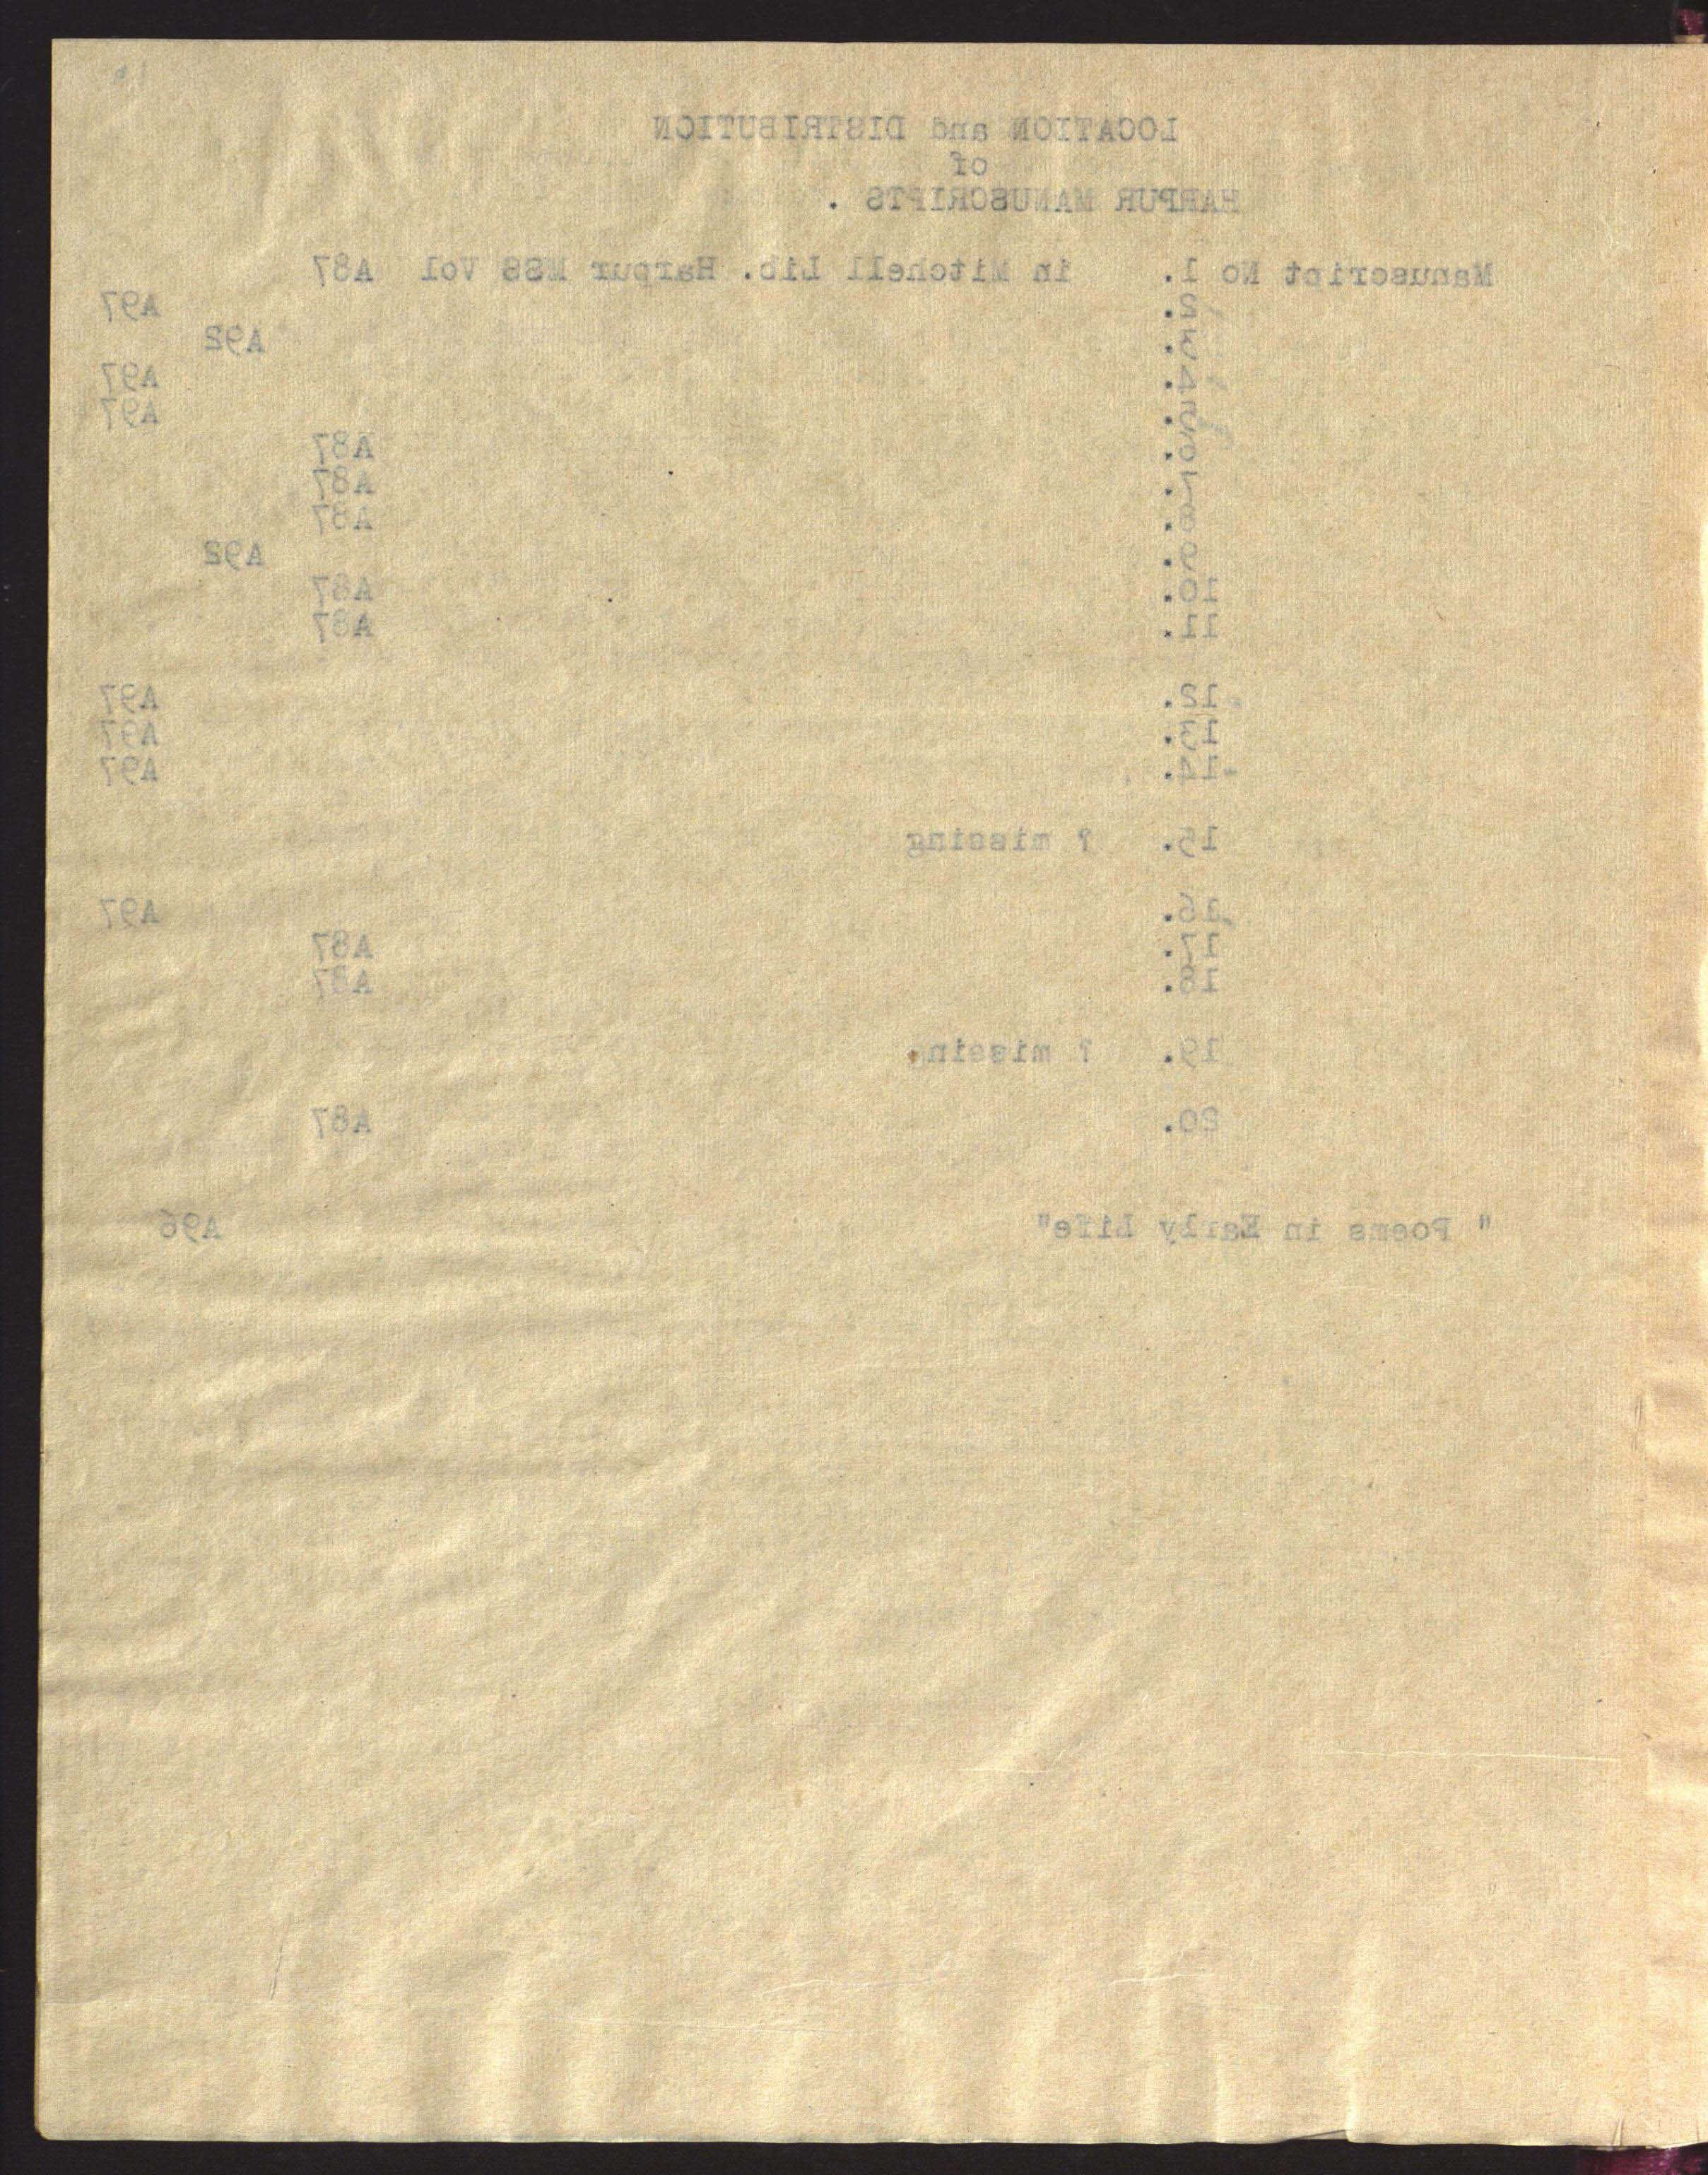 LOCATION and DISTRIBUTION
of
HARPUR MANUSCRIPTS .
Manuscript No 1. in Mitchell Lib. Harpur MSS Vol A87
2. A97
3. A92
4. A97
5. A97
6. A87
7. A87
8. A87
9. A92
10. A87
11. A87
12. A97
13. A97
14. A97
15. ? missing
16. A97
17. A87
18. A87
19. ? missing
20. A87
" Poems in Early Life" A96